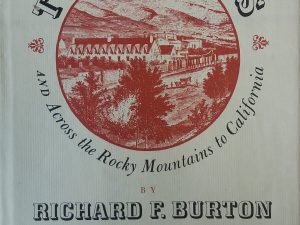 AND Across the Rocky Mountains to California
BY
RICHARD F. BURTON